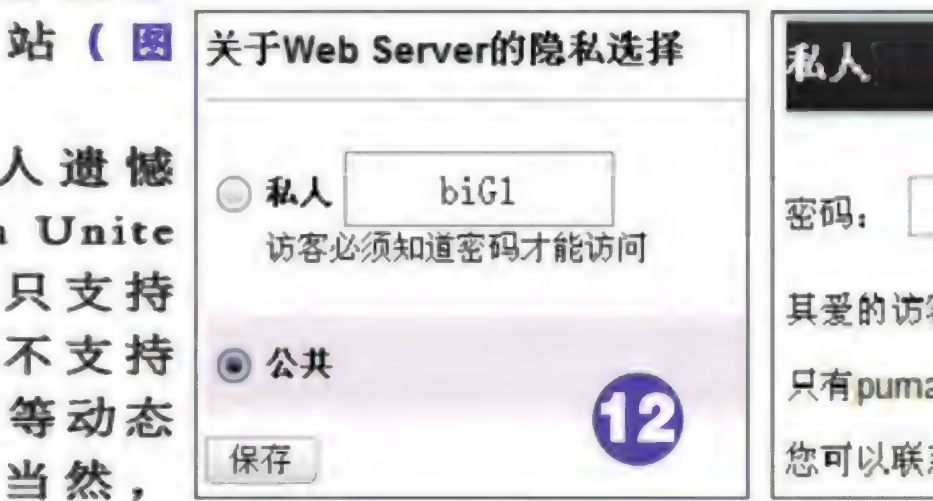 站（图
人遗憾
Unite
只支持
不支持
等动态
当然，
关于Web Server的隐私选择
私人 biG1
访客必须知道密码才能访问
公共
12
保存
私人
密码：
其爱的访
只有puma
您可以联